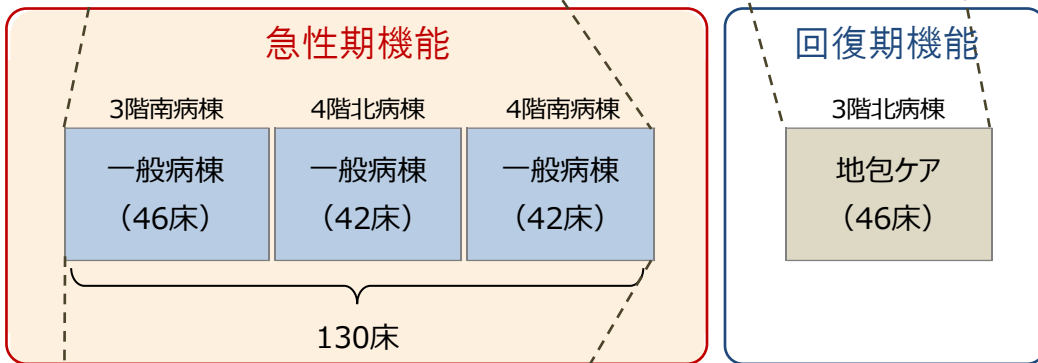 急性期機能
3階南病棟
4階北病棟
4階南病棟
一般病棟
（46床）
一般病棟
（42床）
一般病棟
（42床）
130床
回復期機能
3階北病棟
地包ケア
（46床）